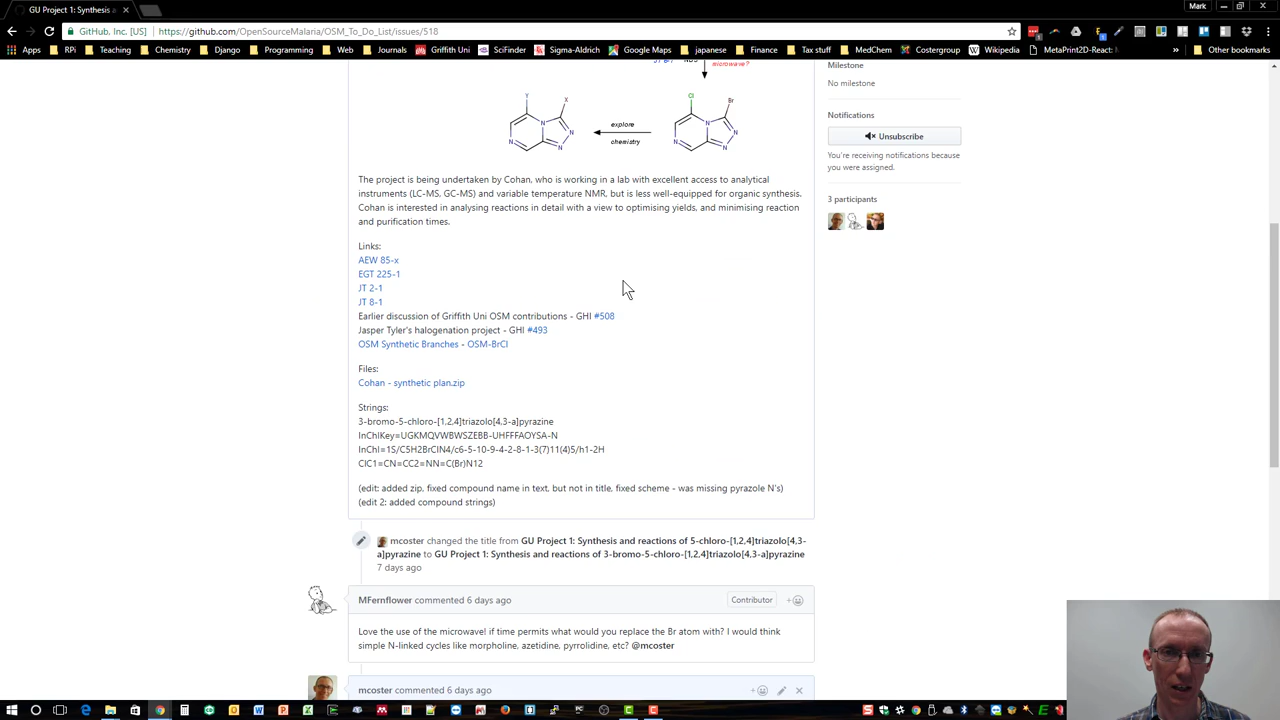 GU Project 1: Synthesis a
Mark
GitHub, Inc. [US]
https://github.com/OpenSourceMalaria/OSM_To_Do_List/issues/518
Apps
RPi
Teaching
Chemistry
Django
Programming
Web
Journals
Griffith Uni
SciFinder
Sigma-Aldrich
Google Maps
japanese
Finance
Tax stuff
MedChem
Costergroup
Wikipedia
MetaPrint2D-React:
»
Other bookmarks
microwave?
Y
X
N
N
N
N
explore
chemistry
Cl
Br
N
N
N
N
The project is being undertaken by Cohan, who is working in a lab with excellent access to analytical
instruments (LC-MS, GC-MS) and variable temperature NMR, but is less well-equipped for organic synthesis.
Cohan is interested in analysing reactions in detail with a view to optimising yields, and minimising reaction
and purification times.
Links:
AEW 85-x
EGT 225-1
JT 2-1
JT 8-1
Earlier discussion of Griffith Uni OSM contributions - GHI #508
Jasper Tyler's halogenation project - GHI #493
OSM Synthetic Branches - OSM-BrCl
Files:
Cohan - synthetic plan.zip
Strings:
3-bromo-5-chloro-[1,2,4]triazolo[4,3-a]pyrazine
InChIKey=UGKMQVWBWSZEBB-UHFFFAOYSA-N
InChI=1S/C5H2BrClN4/c6-5-10-9-4-2-8-1-3(7)11(4)5/h1-2H
ClC1=CN=CC2=NN=C(Br)N12
(edit: added zip, fixed compound name in text, but not in title, fixed scheme - was missing pyrazole N's)
(edit 2: added compound strings)
mcoster changed the title from GU Project 1: Synthesis and reactions of 5-chloro-[1,2,4]triazolo[4,3-
a]pyrazine to GU Project 1: Synthesis and reactions of 3-bromo-5-chloro-[1,2,4]triazolo[4,3-a]pyrazine
7 days ago
MFernflower commented 6 days ago
Contributor
Love the use of the microwave! if time permits what would you replace the Br atom with? I would think
simple N-linked cycles like morpholine, azetidine, pyrrolidine, etc? @mcoster
mcoster commented 6 days ago
Milestone
No milestone
Notifications
Unsubscribe
You're receiving notifications because
you were assigned.
3 participants